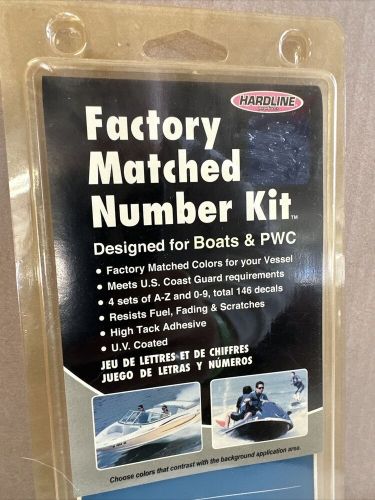 HARDLINE
Factory
Matched
Number Kit™
Designed for Boats & PWC
• Factory Matched Colors for your Vessel
• Meets U.S. Coast Guard requirements
• 4 sets of A-Z and 0-9, total 146 decals
• Resists Fuel, Fading & Scratches
• High Tack Adhesive
• U.V. Coated
JEU DE LETTRES ET DE CHIFFRES
JUEGO DE LETRAS Y NÚMEROS
Choose colors that contrast with the background application area.